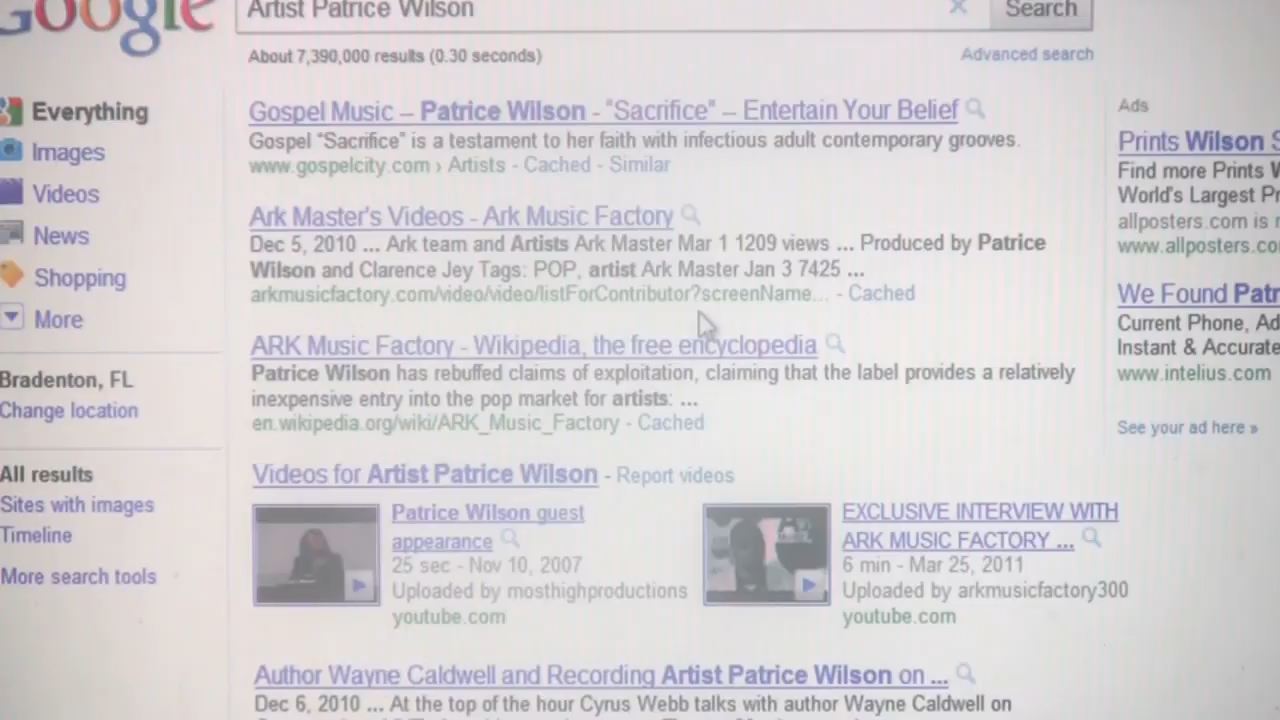 Google
Artist Patrice Wilson
Search
About 7,390,000 results (0.30 seconds)
Advanced search
Everything
Images
Videos
News
Shopping
More
Bradenton, FL
Change location
All results
Sites with images
Timeline
More search tools
Gospel Music – Patrice Wilson - "Sacrifice" – Entertain Your Belief
Gospel "Sacrifice" is a testament to her faith with infectious adult contemporary grooves.
www.gospelcity.com › Artists - Cached - Similar
Ark Master's Videos - Ark Music Factory
Dec 5, 2010 ... Ark team and Artists Ark Master Mar 1 1209 views ... Produced by Patrice
Wilson and Clarence Jey Tags: POP, artist Ark Master Jan 3 7425 ...
arkmusicfactory.com/video/video/listForContributor?screenName... - Cached
ARK Music Factory - Wikipedia, the free encyclopedia
Patrice Wilson has rebuffed claims of exploitation, claiming that the label provides a relatively
inexpensive entry into the pop market for artists: ...
en.wikipedia.org/wiki/ARK_Music_Factory - Cached
Videos for Artist Patrice Wilson - Report videos
Patrice Wilson guest
appearance
25 sec - Nov 10, 2007
Uploaded by mosthighproductions
youtube.com
EXCLUSIVE INTERVIEW WITH
ARK MUSIC FACTORY ...
6 min - Mar 25, 2011
Uploaded by arkmusicfactory300
youtube.com
Author Wayne Caldwell and Recording Artist Patrice Wilson on ...
Dec 6, 2010 ... At the top of the hour Cyrus Webb talks with author Wayne Caldwell on
Ads
Prints Wilson S
Find more Prints W
World's Largest Pr
allposters.com is r
www.allposters.co
We Found Patr
Current Phone, Ad
Instant & Accurate
www.intelius.com
See your ad here »